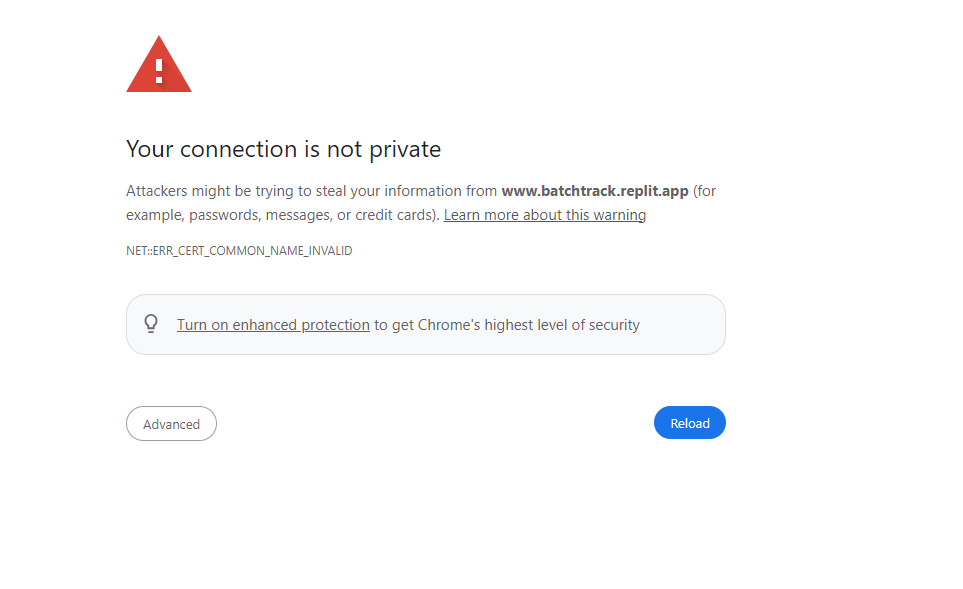 Your connection is not private
Attackers might be trying to steal your information from www.batchtrack.replit.app (for
example, passwords, messages, or credit cards). Learn more about this warning
NET::ERR_CERT_COMMON_NAME_INVALID
Turn on enhanced protection to get Chrome's highest level of security
Advanced
Reload